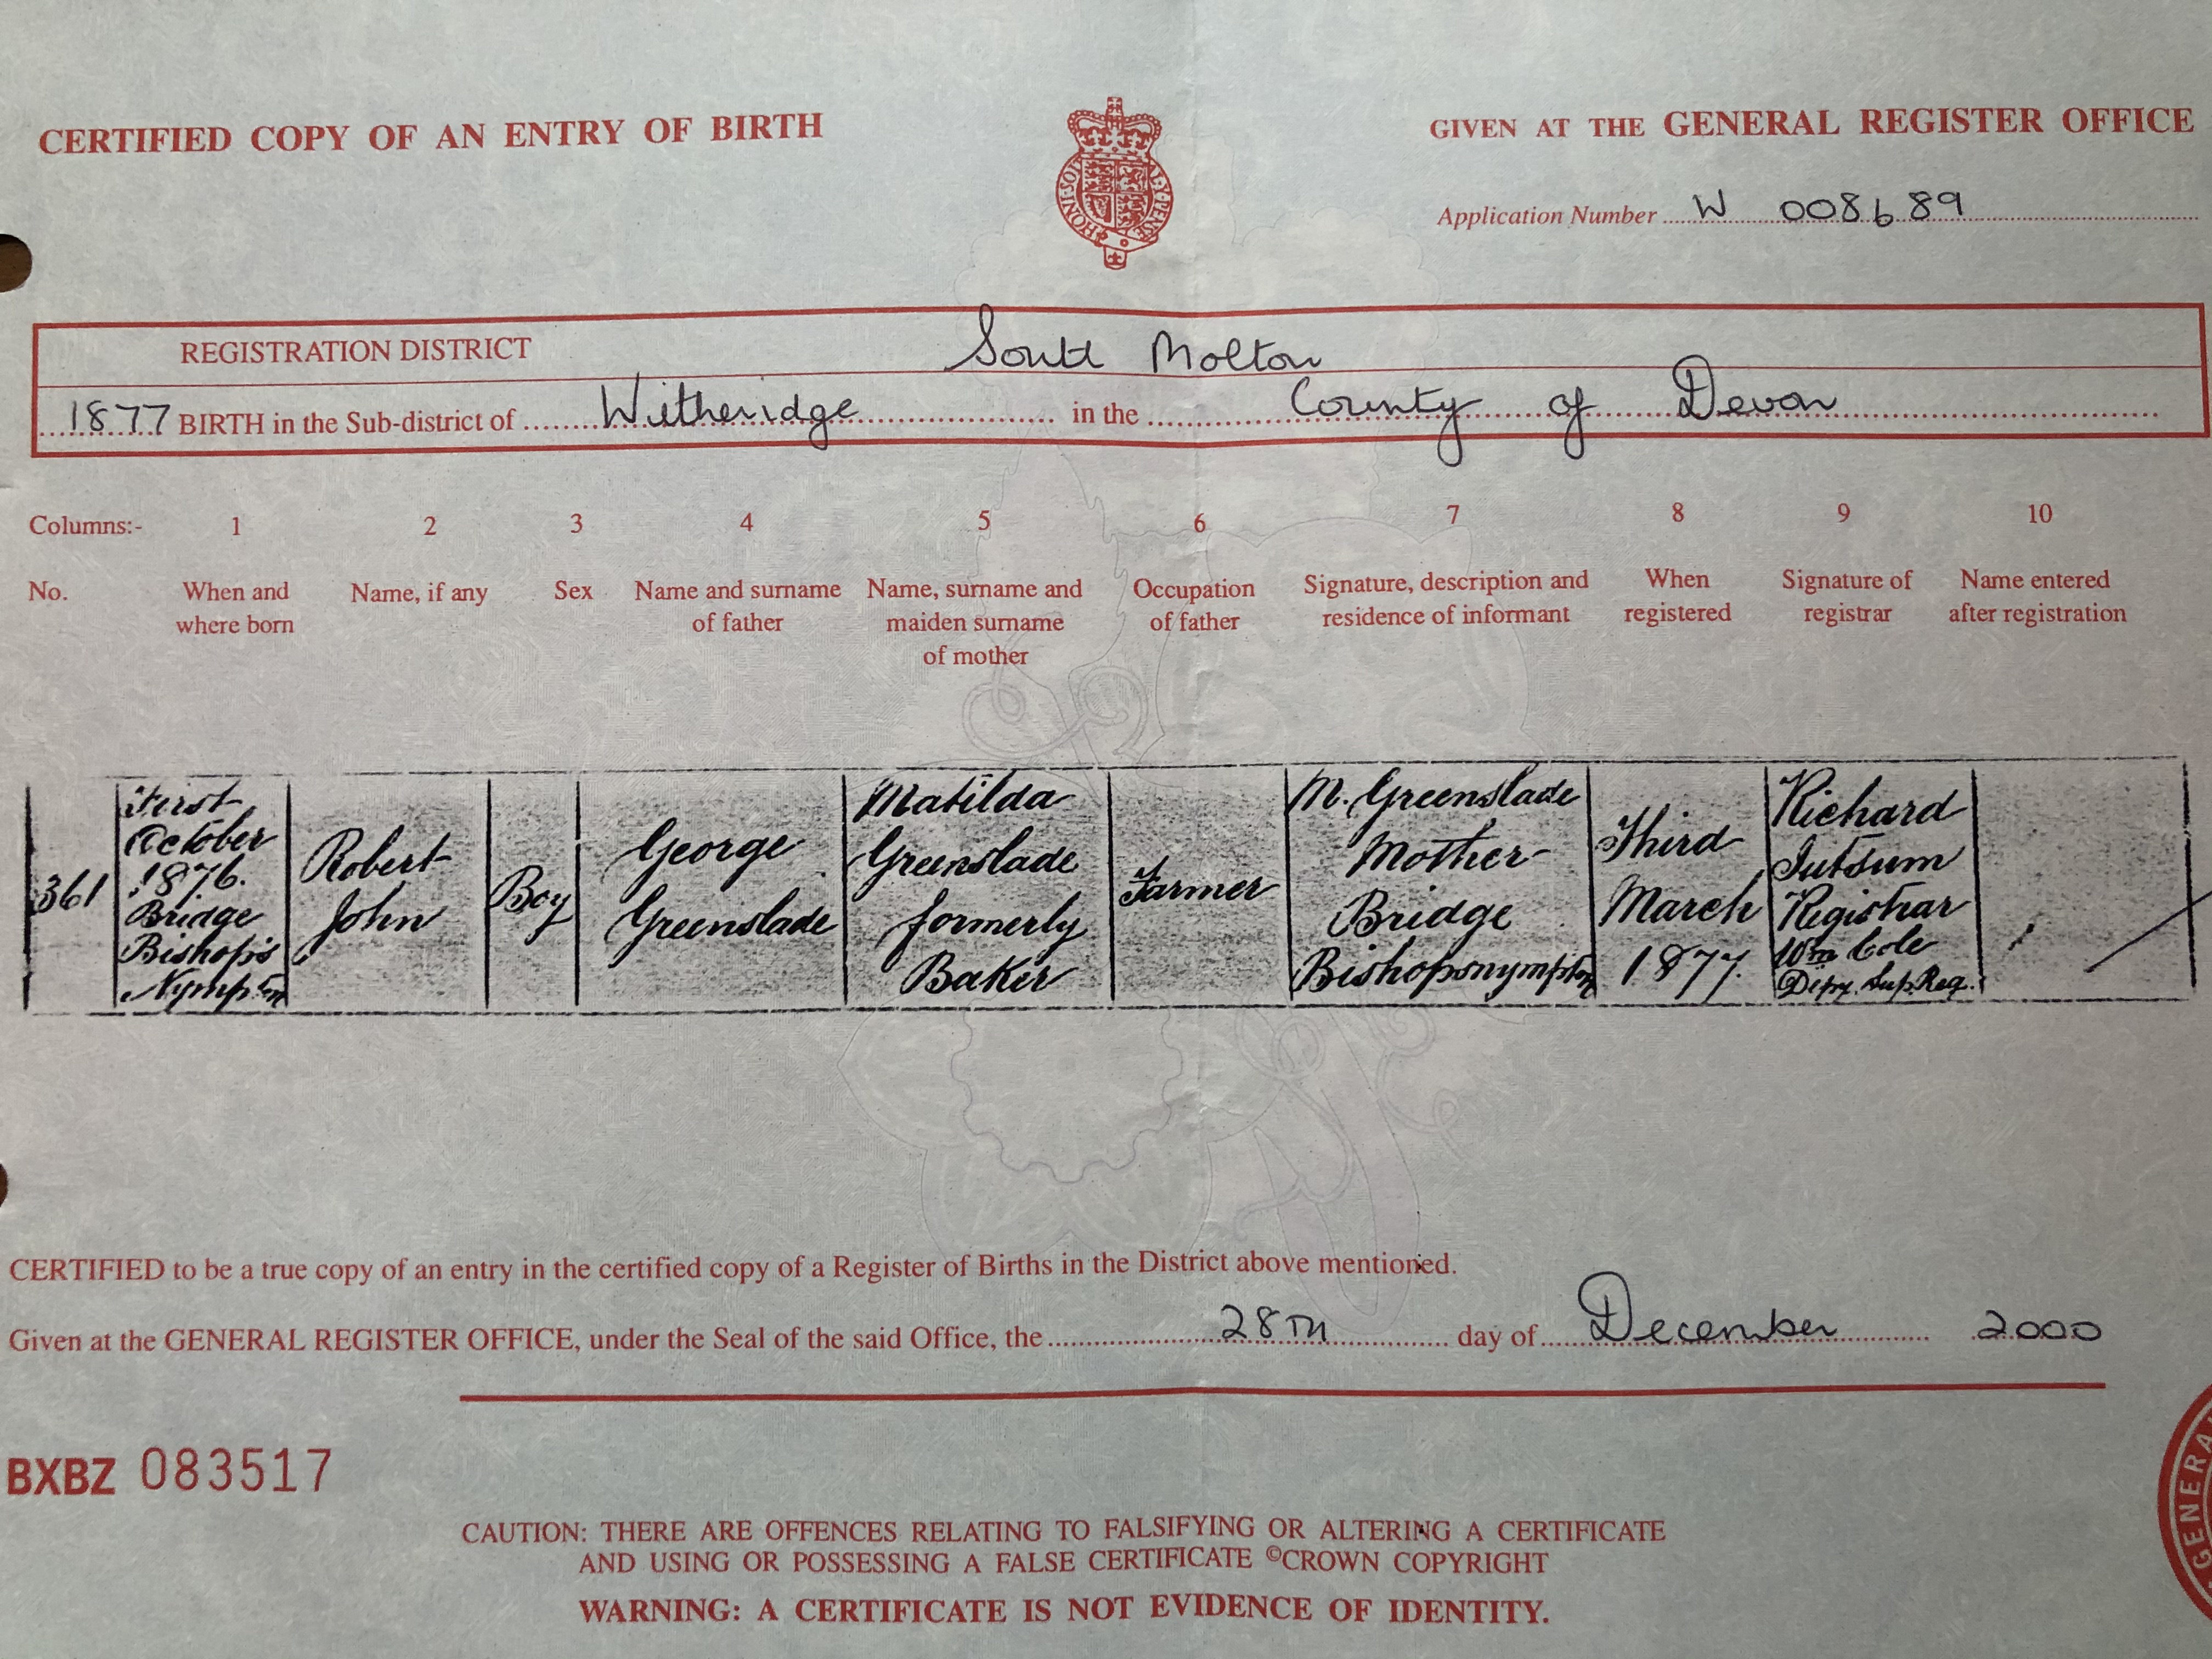 CERTIFIED COPY OF AN ENTRY OF BIRTH
GIVEN AT THE GENERAL REGISTER OFFICE
HONI·SOI AL·Y·PENSE
Application Number W 008689
REGISTRATION DISTRICT South Molton
1877 BIRTH in the Sub-district of Witheridge in the County of Devon
Columns:- 1 2 3 4 5 6 7 8 9 10
No.
When and
where born
Name, if any
Sex
Name and surname
of father
Name, surname and
maiden surname
of mother
Occupation
of father
Signature, description and
residence of informant
When
registered
Signature of
registrar
Name entered
after registration
361
First
October
1876.
Bridge
Bishop's
Nympton
Robert
John
Boy
George
Greenslade
Matilda
Greenslade
formerly
Baker
Farmer
M. Greenslade
Mother
Bridge
Bishopsnympton
Third
March
1877.
Richard
Jutsum
Registrar
Wm Cole
Depy. Sup. Reg.
CERTIFIED to be a true copy of an entry in the certified copy of a Register of Births in the District above mentioned.
Given at the GENERAL REGISTER OFFICE, under the Seal of the said Office, the 28TH day of December 2000
BXBZ 083517
GENERA
CAUTION: THERE ARE OFFENCES RELATING TO FALSIFYING OR ALTERING A CERTIFICATE
AND USING OR POSSESSING A FALSE CERTIFICATE ©CROWN COPYRIGHT
WARNING: A CERTIFICATE IS NOT EVIDENCE OF IDENTITY.